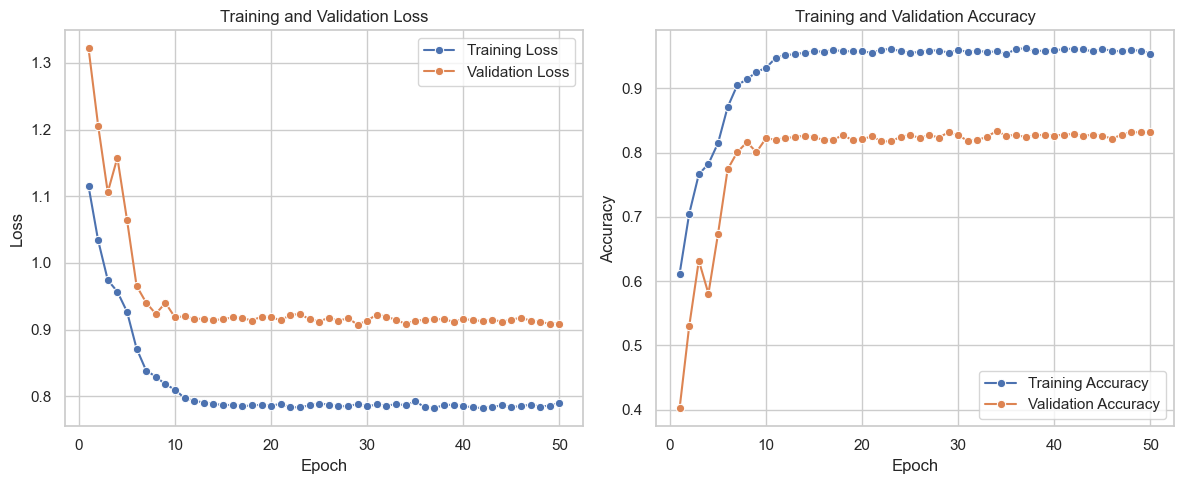 Training and Validation Loss
Training Loss
Validation Loss
1.3
1.2
1.1
1.0
0.9
0.8
Loss
0
10
20
30
40
50
Epoch
Training and Validation Accuracy
0.9
0.8
0.7
0.6
0.5
0.4
Accuracy
Training Accuracy
Validation Accuracy
0
10
20
30
40
50
Epoch